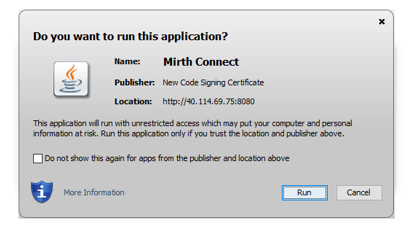 Do you want to run this application?
Name: Mirth Connect
Publisher: New Code Signing Certificate
Location: http://40.114.69.75:8080
This application will run with unrestricted access which may put your computer and personal
information at risk. Run this application only if you trust the location and publisher above.
Do not show this again for apps from the publisher and location above
More Information
Run Cancel